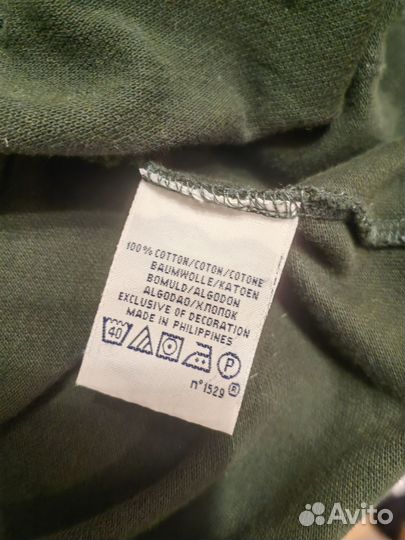 100% COTTON/COTON/COTONE
BAUMWOLLE/KATOEN
BOMULD/ALGODON
ALGODAO/ХЛОПОК
EXCLUSIVE OF DECORATION
MADE IN PHILIPPINES
40 P
n°1529 ®
Avito